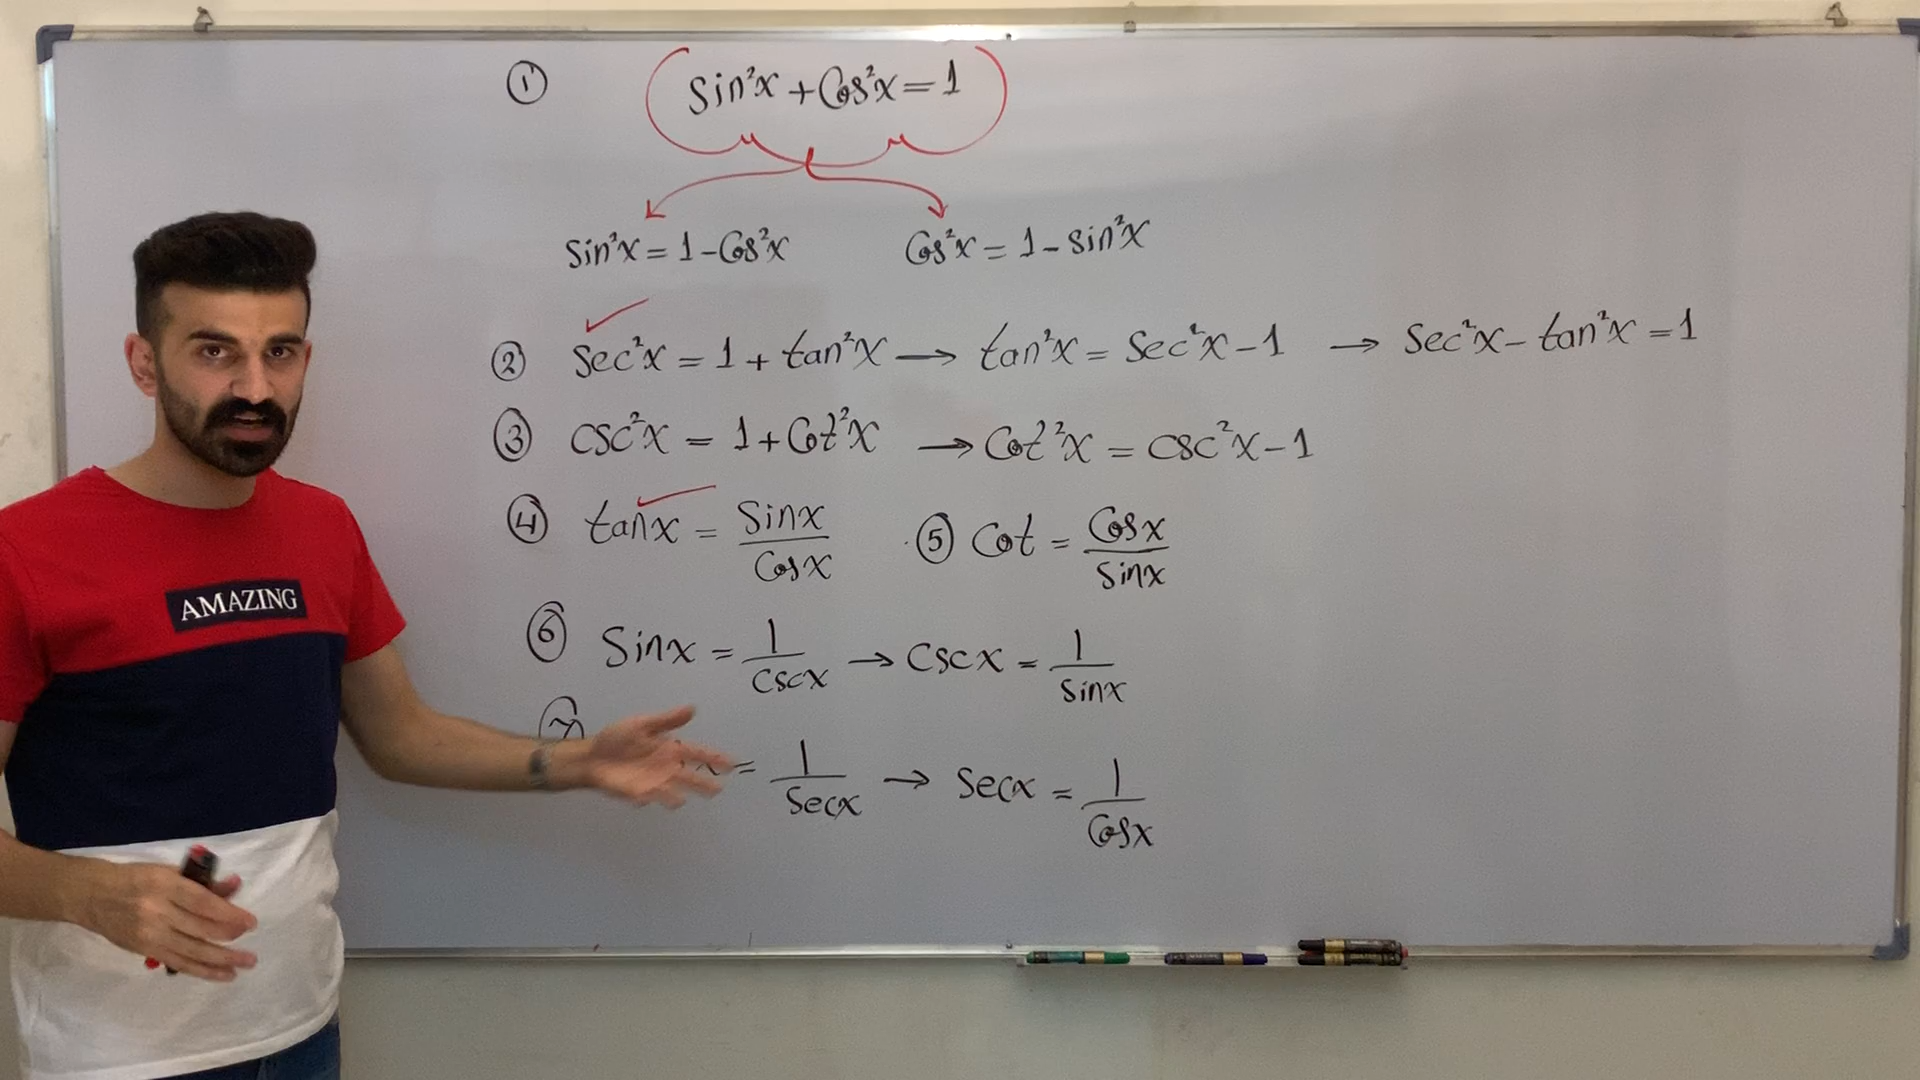 ① Sin²x + Cos²x = 1
Sin²x = 1 - Cos²x
Cos²x = 1 - Sin²x
② Sec²x = 1 + tan²x → tan²x = Sec²x - 1 → Sec²x - tan²x = 1
③ CSC²x = 1 + Cot²x → Cot²x = CSC²x - 1
④ tanx = Sinx/Cosx ⑤ Cot = Cosx/Sinx
⑥ Sinx = 1/CSCx → CSCx = 1/Sinx
= 1/Secx → Secx = 1/Cosx
AMAZING